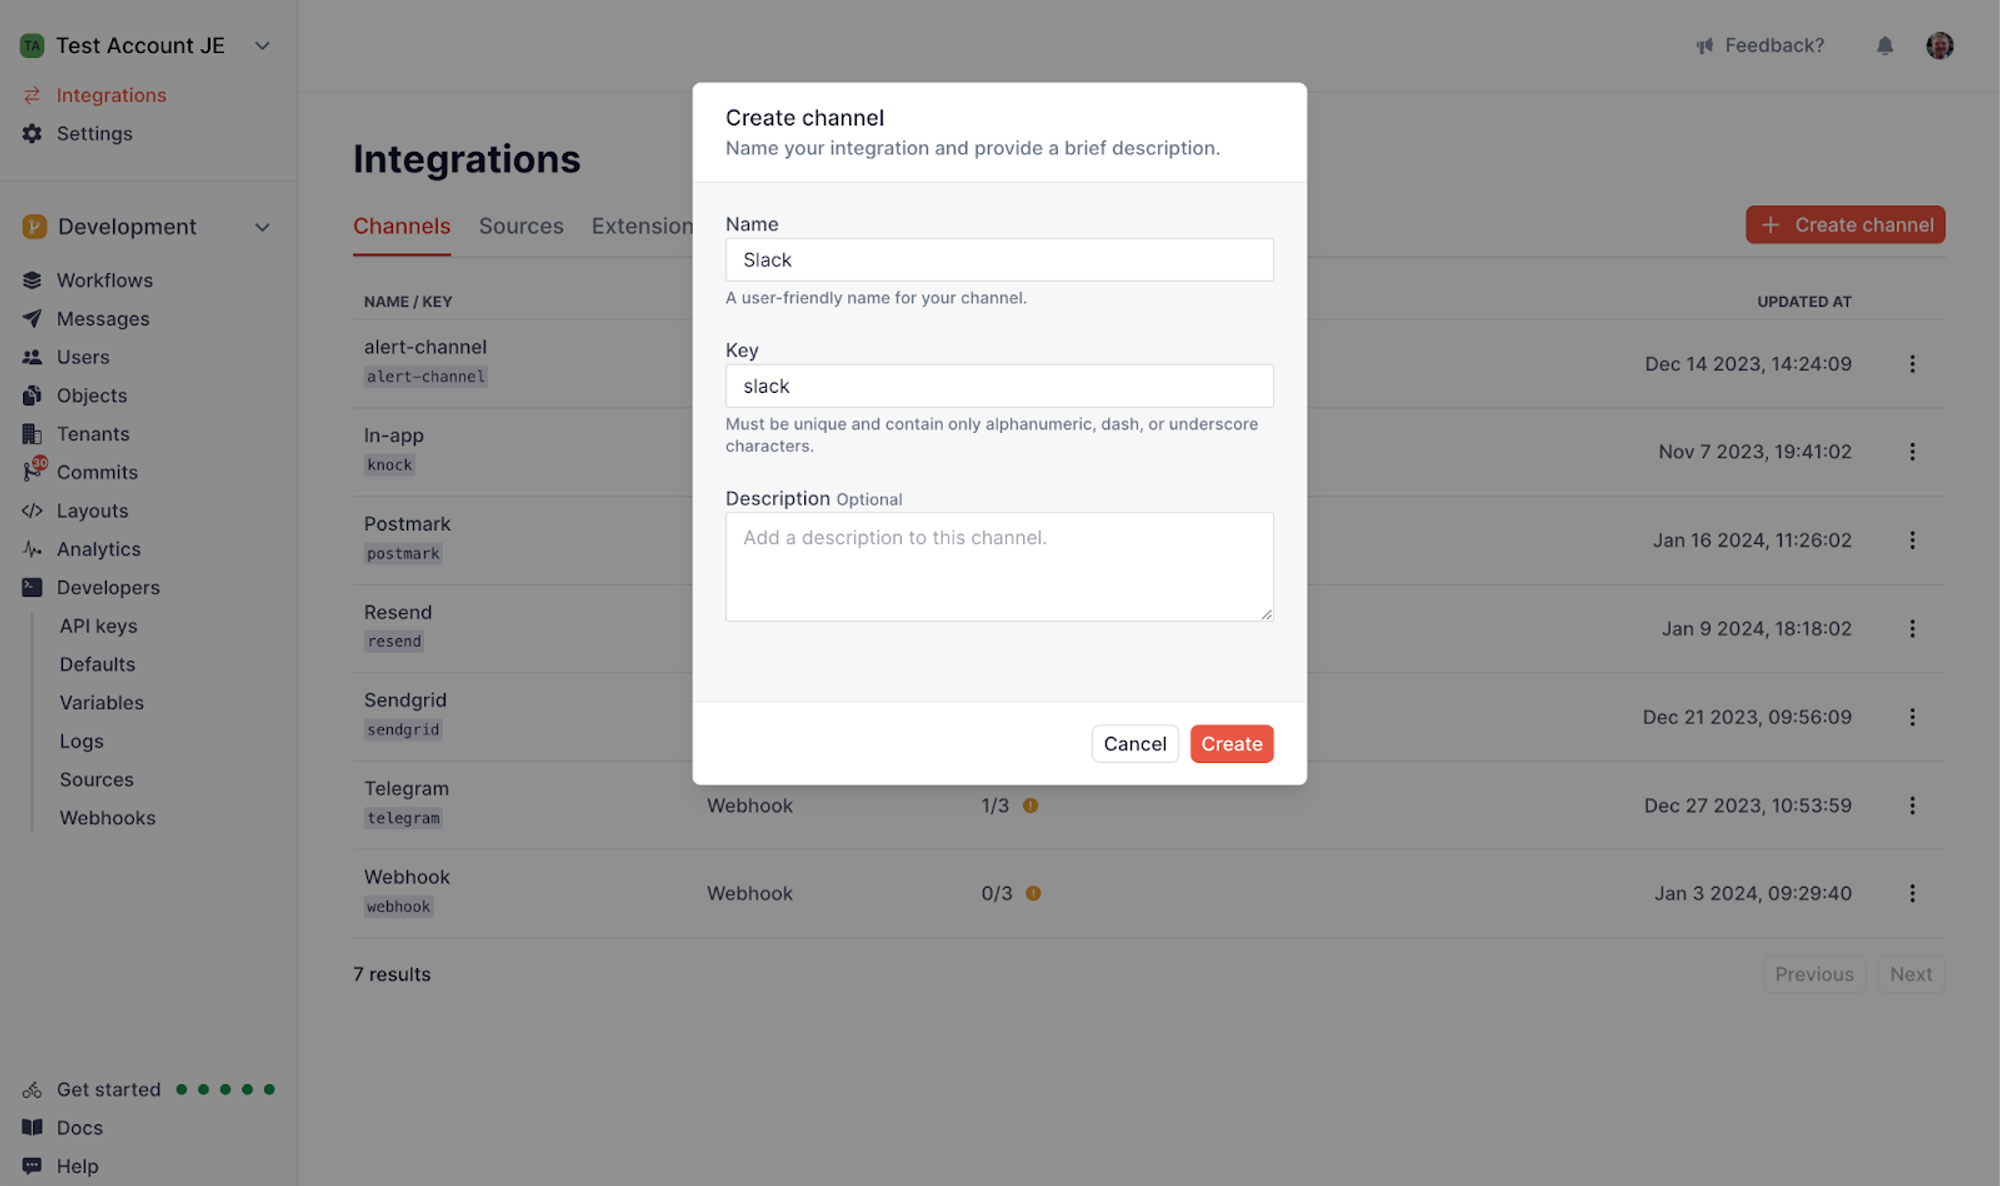 TA Test Account JE
Integrations
Settings
Development
Workflows
Messages
Users
Objects
Tenants
30
Commits
Layouts
Analytics
Developers
API keys
Defaults
Variables
Logs
Sources
Webhooks
Get started
Docs
Help
Feedback?
Integrations
Channels Sources Extension
+ Create channel
NAME / KEY UPDATED AT
alert-channel
alert-channel
Dec 14 2023, 14:24:09
In-app
knock
Nov 7 2023, 19:41:02
Postmark
postmark
Jan 16 2024, 11:26:02
Resend
resend
Jan 9 2024, 18:18:02
Sendgrid
sendgrid
Dec 21 2023, 09:56:09
Telegram
telegram
Webhook 1/3 Dec 27 2023, 10:53:59
Webhook
webhook
Webhook 0/3 Jan 3 2024, 09:29:40
7 results
Previous Next
Create channel
Name your integration and provide a brief description.
Name
Slack
A user-friendly name for your channel.
Key
slack
Must be unique and contain only alphanumeric, dash, or underscore
characters.
Description Optional
Add a description to this channel.
Cancel Create